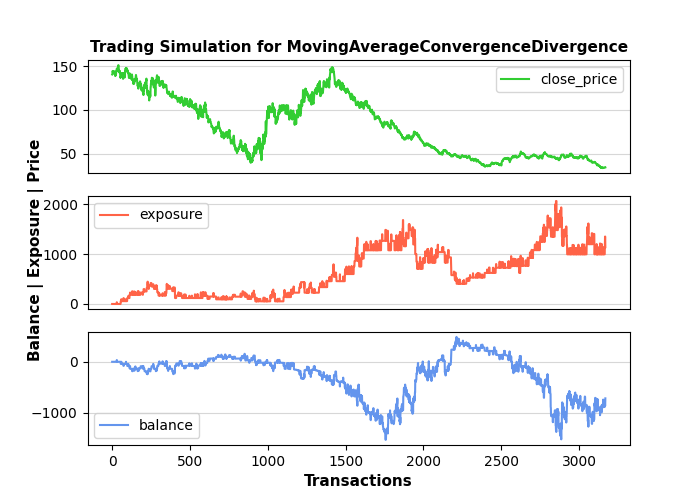 Trading Simulation for MovingAverageConvergenceDivergence
150
100
50
close_price
2000
1000
0
exposure
0
−1000
balance
0 500 1000 1500 2000 2500 3000
Transactions
Balance | Exposure | Price